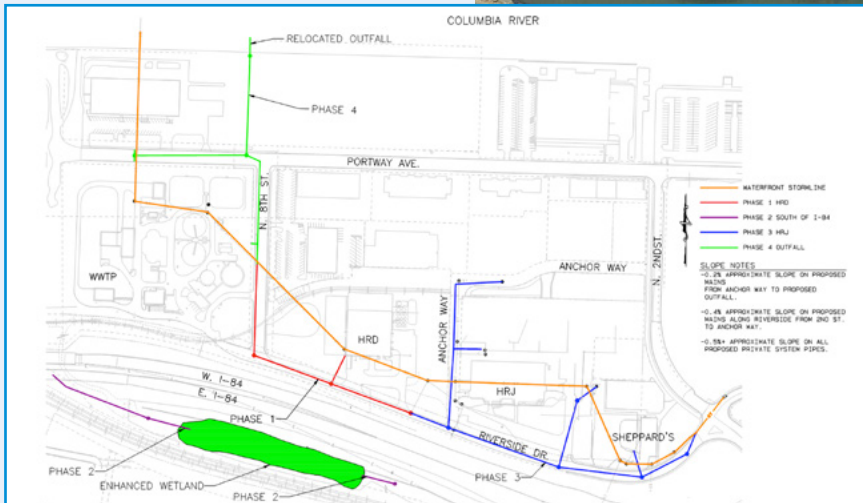 COLUMBIA RIVER
RELOCATED OUTFALL
PHASE 4
PORTWAY AVE.
N. 8TH ST.
WWTP
HRD
ANCHOR WAY
ANCHOR WAY
N. 2NDST.
HRJ
SHEPPARD'S
W. I-84
E. I-84
PHASE 1
RIVERSIDE DR.
PHASE 3
PHASE 2
ENHANCED WETLAND
PHASE 2
WATERFRONT STORMLINE
PHASE 1 HRD
PHASE 2 SOUTH OF I-84
PHASE 3 HRJ
PHASE 4 OUTFALL
SLOPE NOTES
-0.2% APPROXIMATE SLOPE ON PROPOSED
MAINS
FROM ANCHOR WAY TO PROPOSED
OUTFALL.
-0.4% APPROXIMATE SLOPE ON PROPOSED
MAINS ALONG RIVERSIDE FROM 2ND ST.
TO ANCHOR WAY.
-0.5%+ APPROXIMATE SLOPE ON ALL
PROPOSED PRIVATE SYSTEM PIPES.